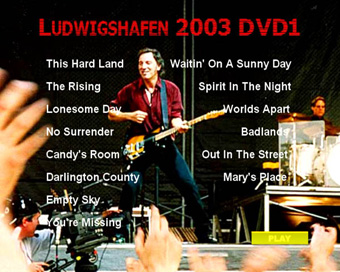 LUDWIGSHAFEN 2003 DVD1
This Hard Land
The Rising
Lonesome Day
No Surrender
Candy's Room
Darlington County
Empty Sky
You're Missing
Waitin' On A Sunny Day
Spirit In The Night
Worlds Apart
Badlands
Out In The Street
Mary's Place
PLAY